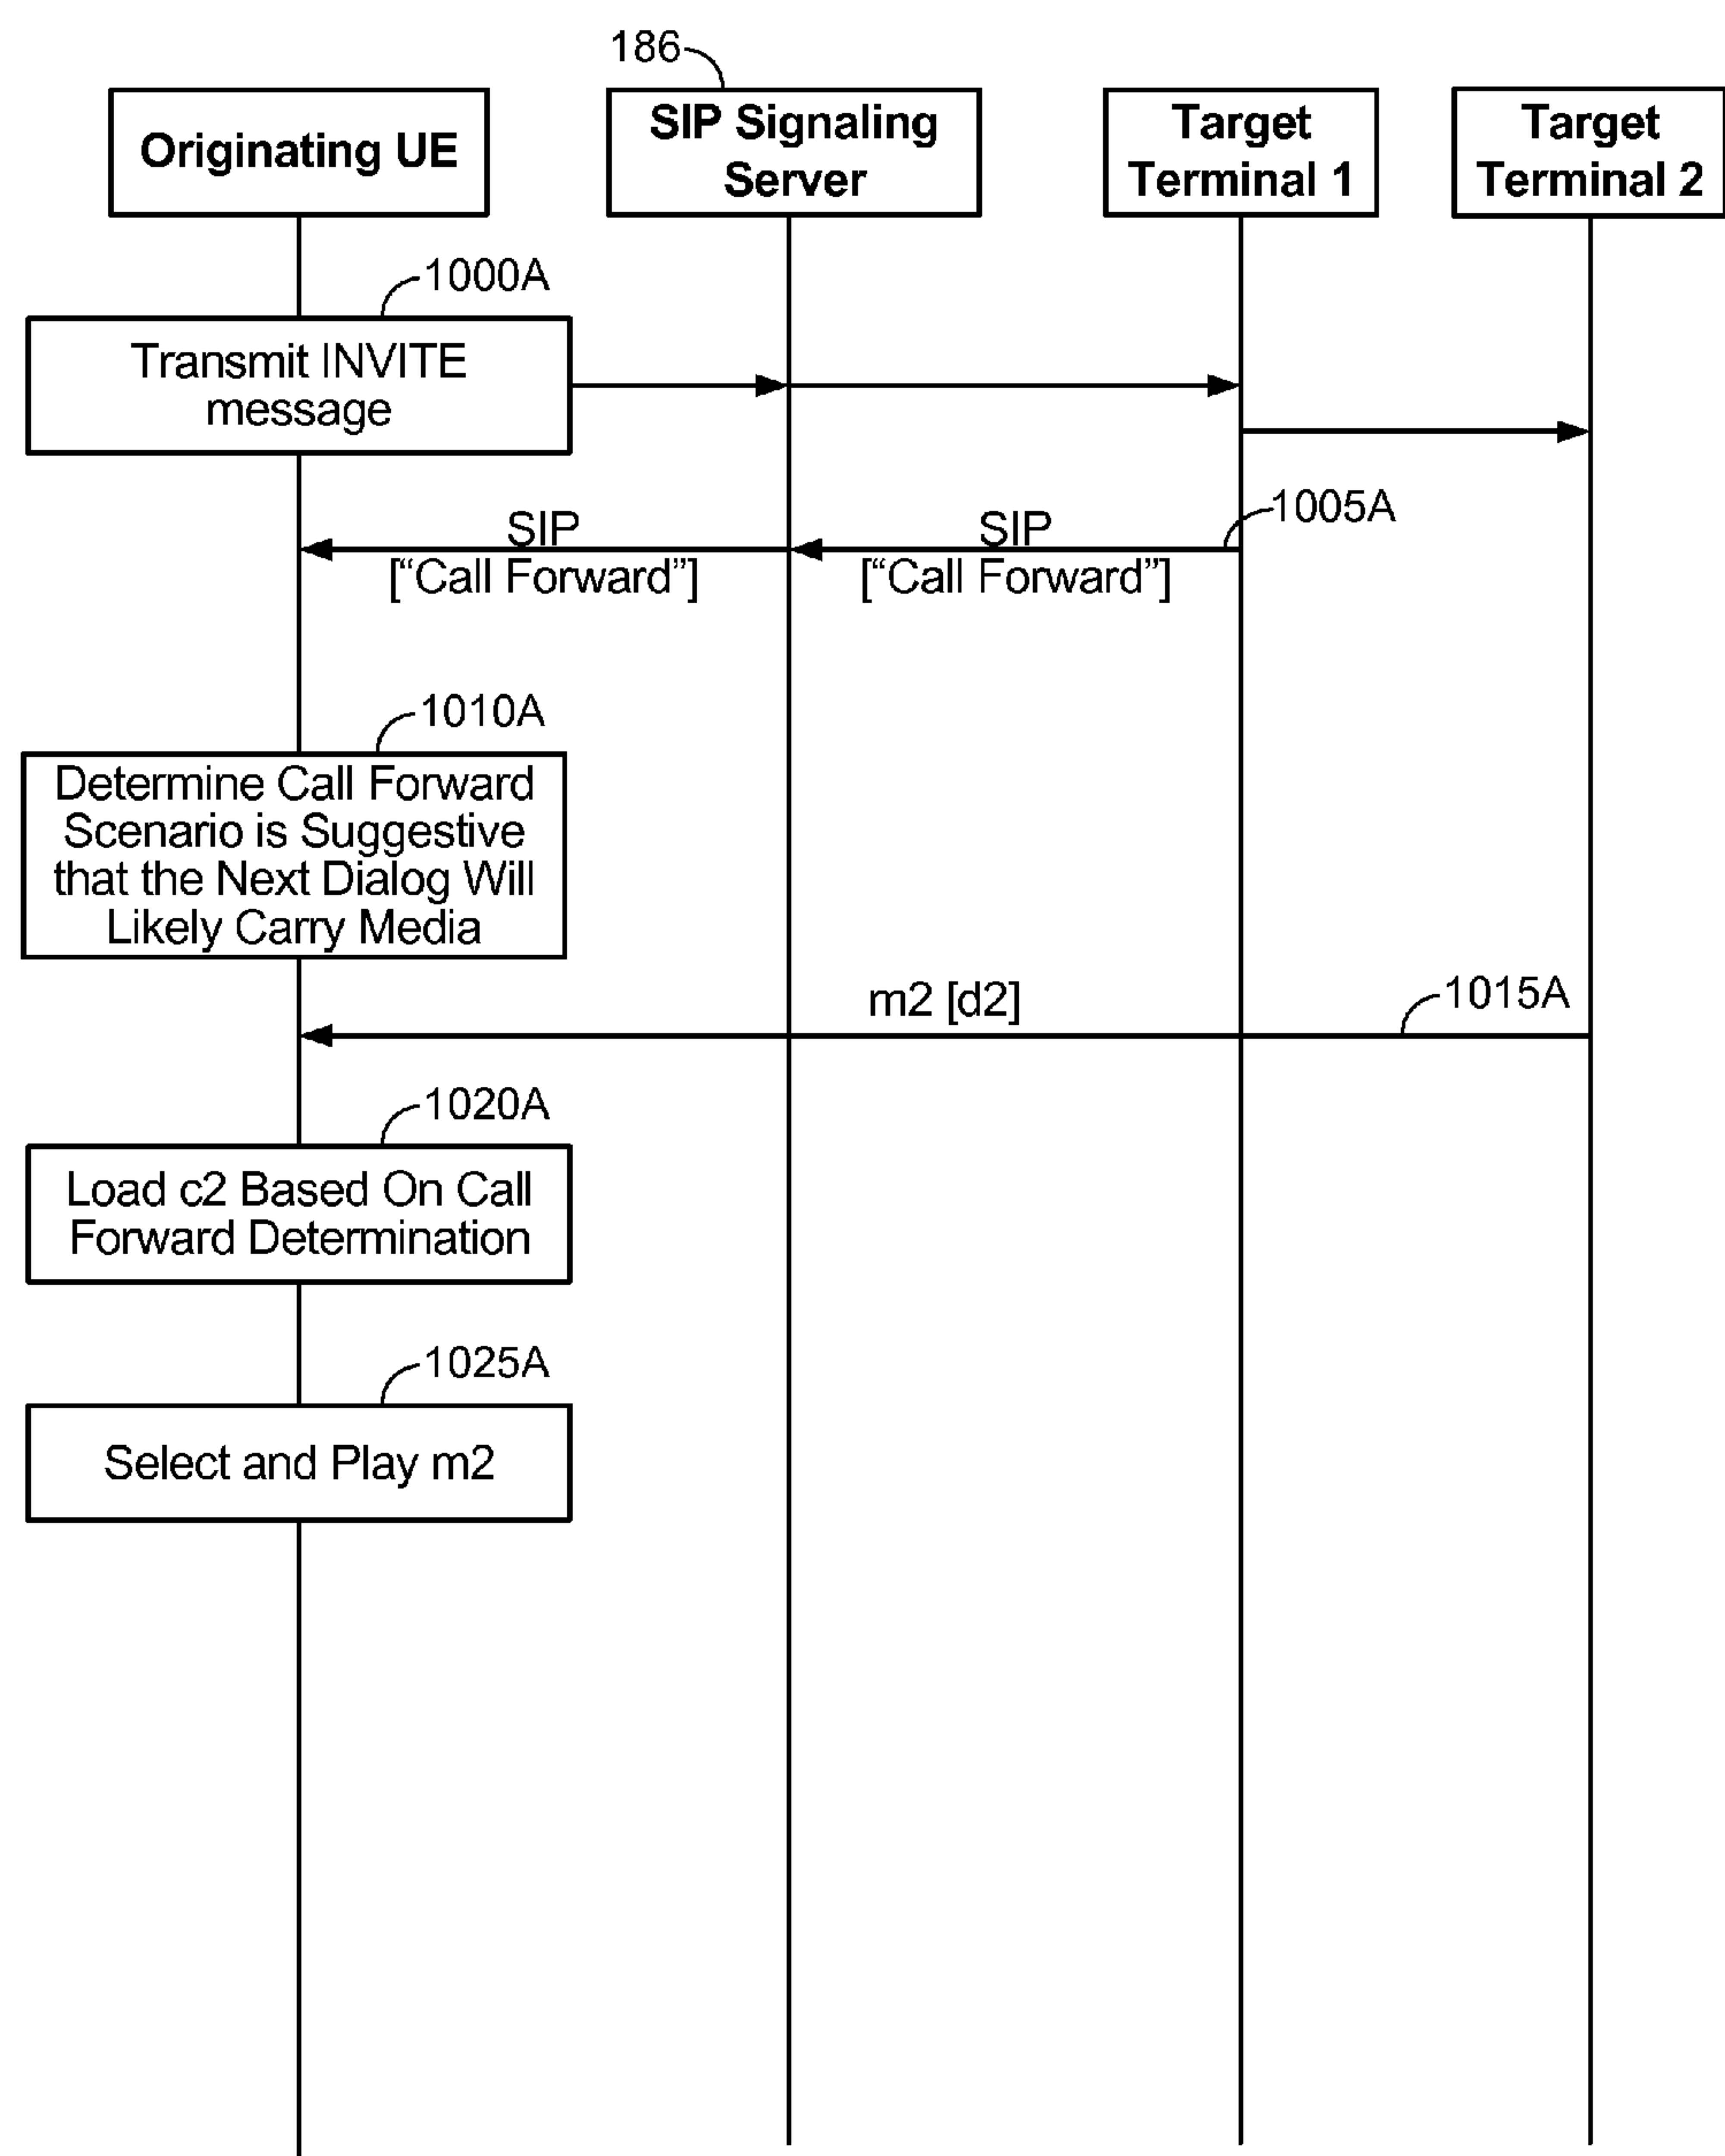 186
Originating UE
SIP Signaling
Server
Target
Terminal 1
Target
Terminal 2
1000A
Transmit INVITE
message
1005A
SIP
["Call Forward”]
SIP
["Call Forward”]
1010A
Determine Call Forward
Scenario is Suggestive
that the Next Dialog Will
Likely Carry Media
m2 [d2]
1015A
1020A
Load c2 Based On Call
Forward Determination
1025A
Select and Play m2